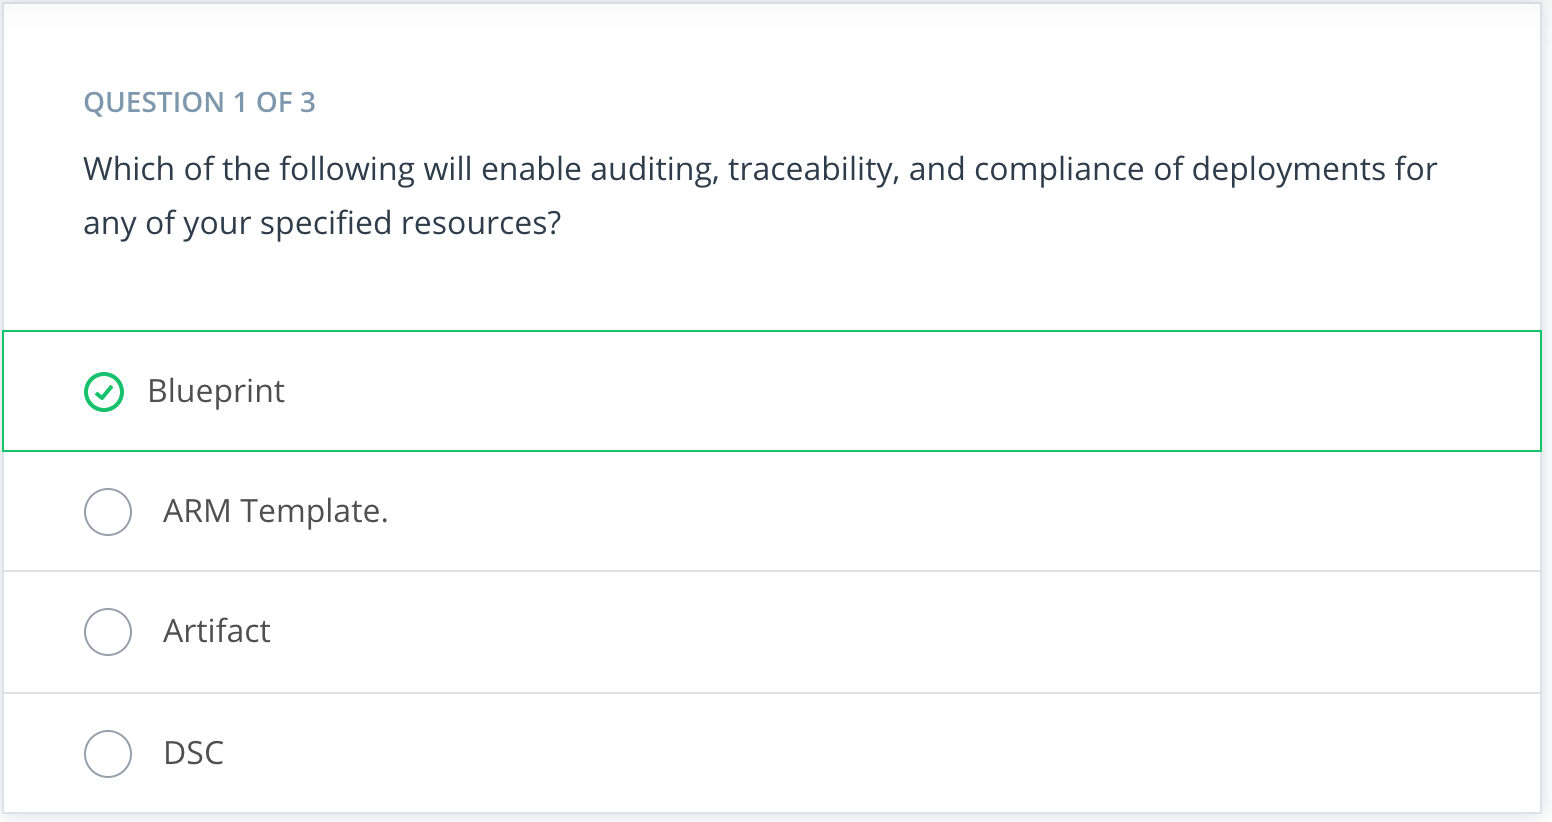 QUESTION 1 OF 3
Which of the following will enable auditing, traceability, and compliance of deployments for
any of your specified resources?
Blueprint
ARM Template.
Artifact
DSC